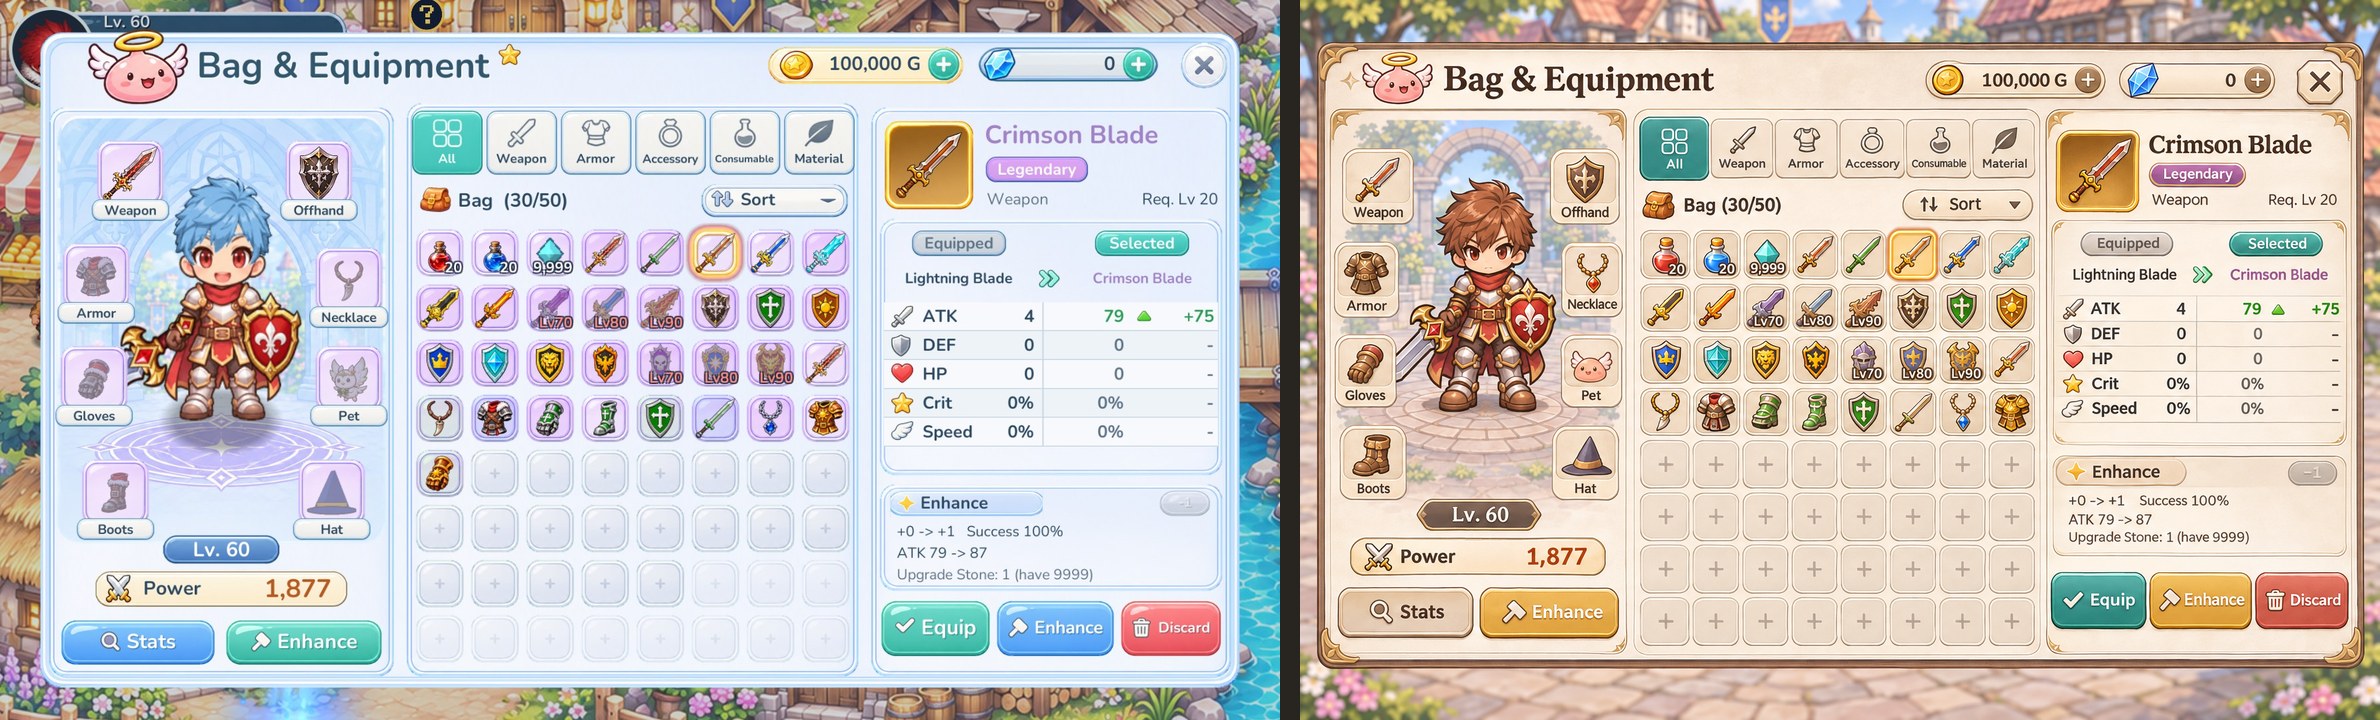 Lv. 60
?
Bag & Equipment
100,000 G
0
Weapon
Offhand
Armor
Necklace
Gloves
Pet
Boots
Hat
Lv. 60
Power 1,877
Stats
Enhance
All
Weapon
Armor
Accessory
Consumable
Material
Bag (30/50)
Sort
20
20
9,999
Lv70
Lv80
Lv90
Lv70
Lv80
Lv90
Crimson Blade
Legendary
Weapon Req. Lv 20
Equipped Selected
Lightning Blade Crimson Blade
ATK 4 79 +75
DEF 0 0 -
HP 0 0 -
Crit 0% 0% -
Speed 0% 0% -
Enhance
-1
+0 -> +1 Success 100%
ATK 79 -> 87
Upgrade Stone: 1 (have 9999)
Equip
Enhance
Discard
Bag & Equipment
100,000 G
0
Weapon
Offhand
Armor
Necklace
Gloves
Pet
Boots
Hat
Lv. 60
Power 1,877
Stats
Enhance
All
Weapon
Armor
Accessory
Consumable
Material
Bag (30/50)
Sort
20
20
9,999
Lv70
Lv80
Lv90
Lv70
Lv80
Lv90
Crimson Blade
Legendary
Weapon Req. Lv 20
Equipped Selected
Lightning Blade Crimson Blade
ATK 4 79 +75
DEF 0 0 -
HP 0 0 -
Crit 0% 0% -
Speed 0% 0% -
Enhance
-1
+0 -> +1 Success 100%
ATK 79 -> 87
Upgrade Stone: 1 (have 9999)
Equip
Enhance
Discard